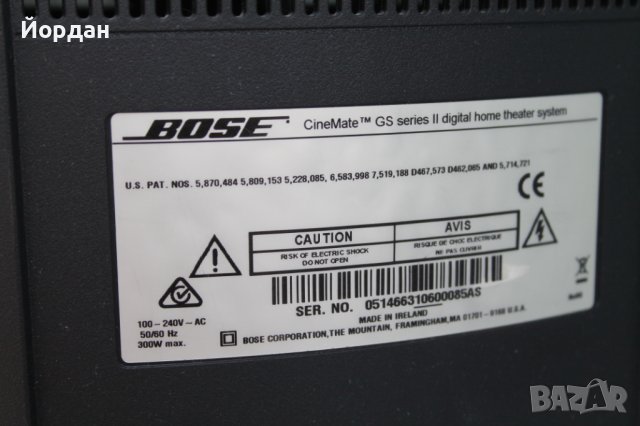 Йордан
BOSE CineMate™ GS series II digital home theater system
U.S. PAT. NOS. 5,870,484 5,809,153 5,228,085, 6,583,998 7,519,188 D467,573 D462,065 AND 5,714,721
CE
CAUTION AVIS
RISK OF ELECTRIC SHOCK RISQUE DE CHOC ELECTRIQUE
DO NOT OPEN NE PAS OUVRIR
SER. NO. 051466310600085AS
MADE IN IRELAND
100-240V~AC
50/60 Hz
300W max.
BOSE CORPORATION, THE MOUNTAIN, FRAMINGHAM, MA 01701-9168 U.S.A.
BAZAR